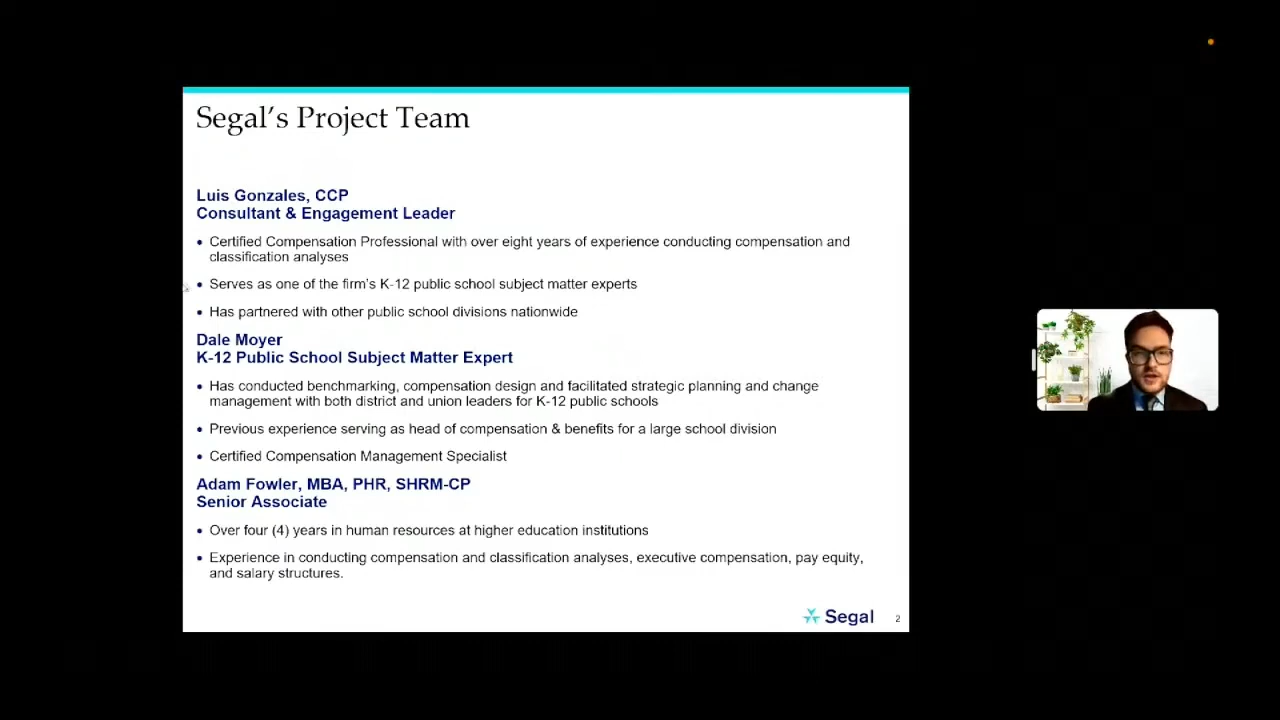 Segal's Project Team
Luis Gonzales, CCP
Consultant & Engagement Leader
• Certified Compensation Professional with over eight years of experience conducting compensation and
classification analyses
• Serves as one of the firm's K-12 public school subject matter experts
• Has partnered with other public school divisions nationwide
Dale Moyer
K-12 Public School Subject Matter Expert
• Has conducted benchmarking, compensation design and facilitated strategic planning and change
management with both district and union leaders for K-12 public schools
• Previous experience serving as head of compensation & benefits for a large school division
• Certified Compensation Management Specialist
Adam Fowler, MBA, PHR, SHRM-CP
Senior Associate
• Over four (4) years in human resources at higher education institutions
• Experience in conducting compensation and classification analyses, executive compensation, pay equity,
and salary structures.
Segal 2